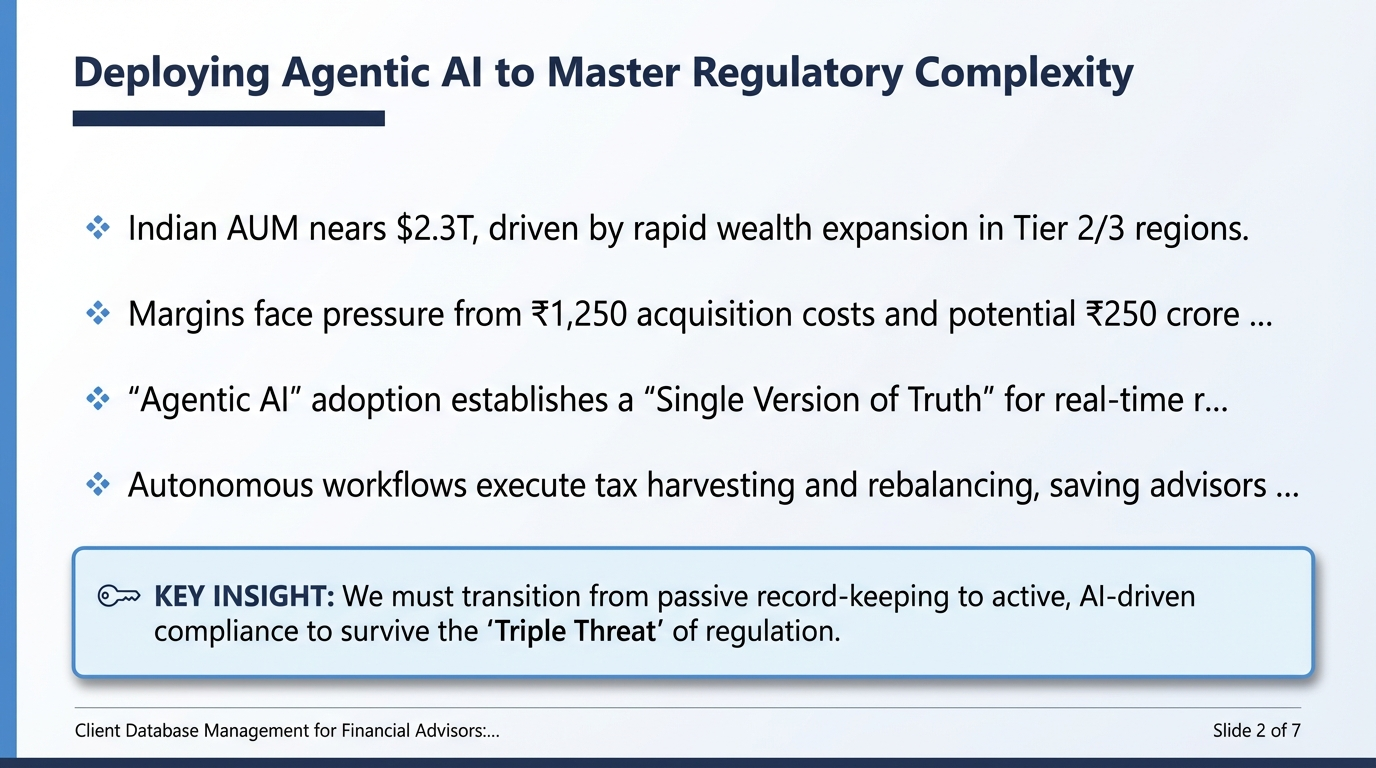 Deploying Agentic AI to Master Regulatory Complexity
Indian AUM nears $2.3T, driven by rapid wealth expansion in Tier 2/3 regions.
Margins face pressure from ₹1,250 acquisition costs and potential ₹250 crore ...
“Agentic AI” adoption establishes a “Single Version of Truth” for real-time r...
Autonomous workflows execute tax harvesting and rebalancing, saving advisors ...
KEY INSIGHT: We must transition from passive record-keeping to active, AI-driven
compliance to survive the ‘Triple Threat’ of regulation.
Client Database Management for Financial Advisors:...
Slide 2 of 7